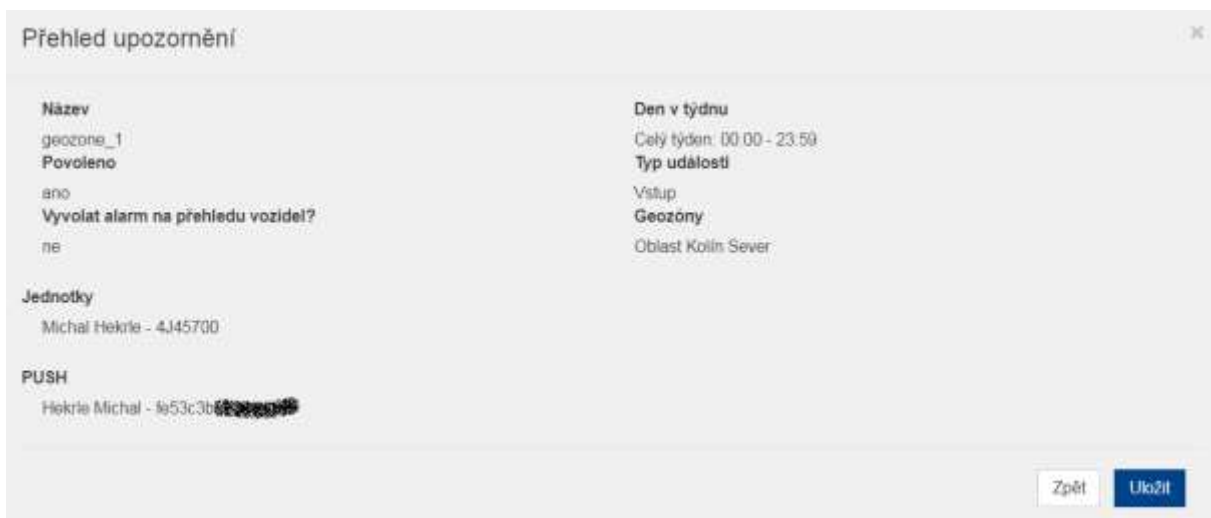 Přehled upozornění
×
Název
geozone_1
Povoleno
ano
Vyvolat alarm na přehledu vozidel?
ne
Den v týdnu
Celý týden: 00:00 - 23:59
Typ události
Vstup
Geozóny
Oblast Kolín Sever
Jednotky
Michal Hekrle - 4J45700
PUSH
Hekrle Michal - fe53c3b
Zpět
Uložit